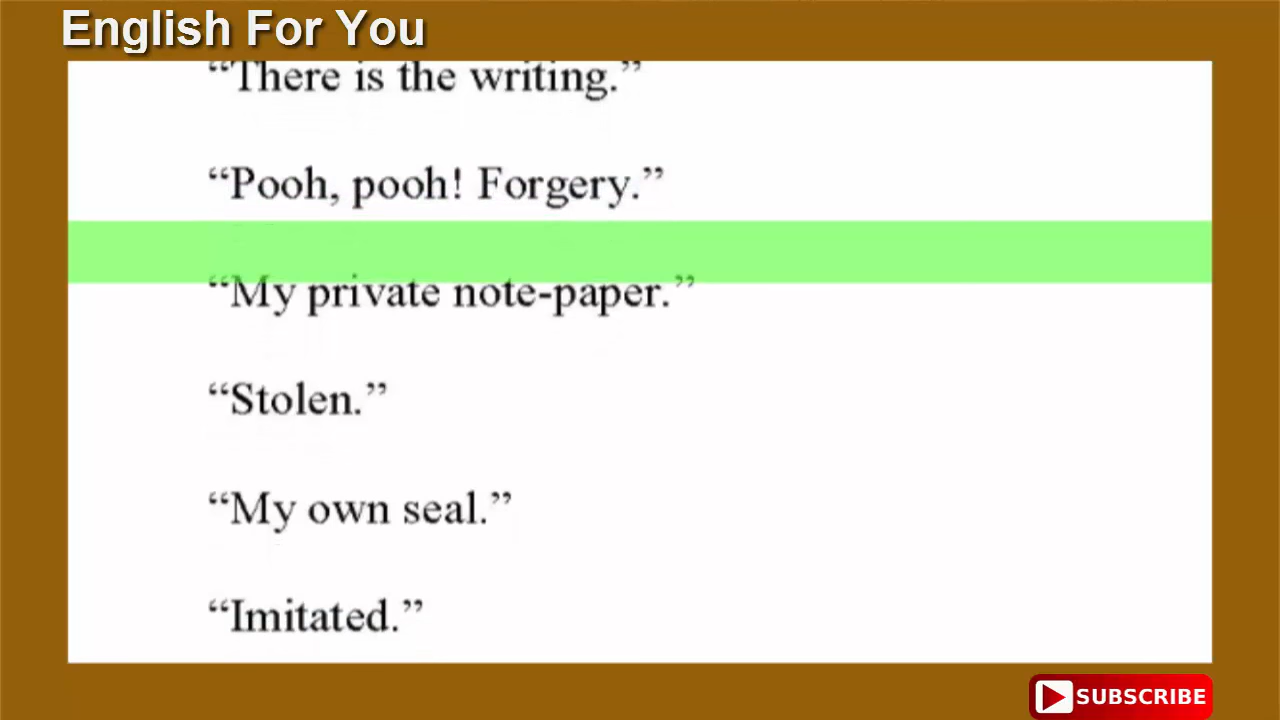 English For You
“There is the writing.”
“Pooh, pooh! Forgery.”
“My private note-paper.”
“Stolen.”
“My own seal.”
“Imitated.”
SUBSCRIBE